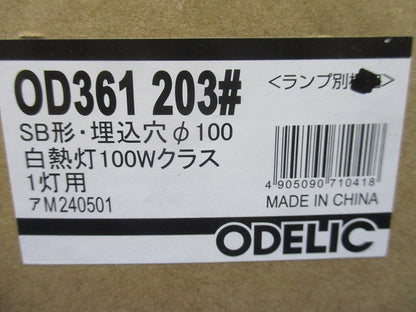 OD361 203#
<ランプ別
SB形・埋込穴φ100
白熱灯100Wクラス
1灯用
アM240501
4 905090 710418
MADE IN CHINA
ODELIC